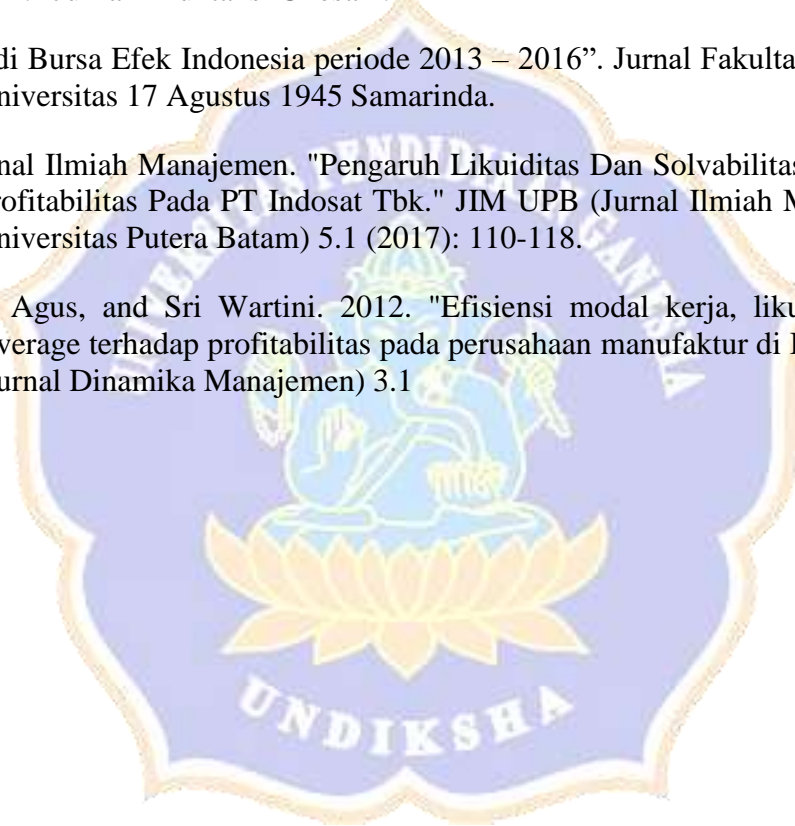 di Bursa Efek Indonesia periode 2013 – 2016”. Jurnal Fakulta
niversitas 17 Agustus 1945 Samarinda.
nal Ilmiah Manajemen. "Pengaruh Likuiditas Dan Solvabilitas
rofitabilitas Pada PT Indosat Tbk." JIM UPB (Jurnal Ilmiah M
niversitas Putera Batam) 5.1 (2017): 110-118.
Agus, and Sri Wartini. 2012. "Efisiensi modal kerja, liku
verage terhadap profitabilitas pada perusahaan manufaktur di
urnal Dinamika Manajemen) 3.1
UNIVERSITAS PENDIDIKAN GANESHA
UNDIKSHA